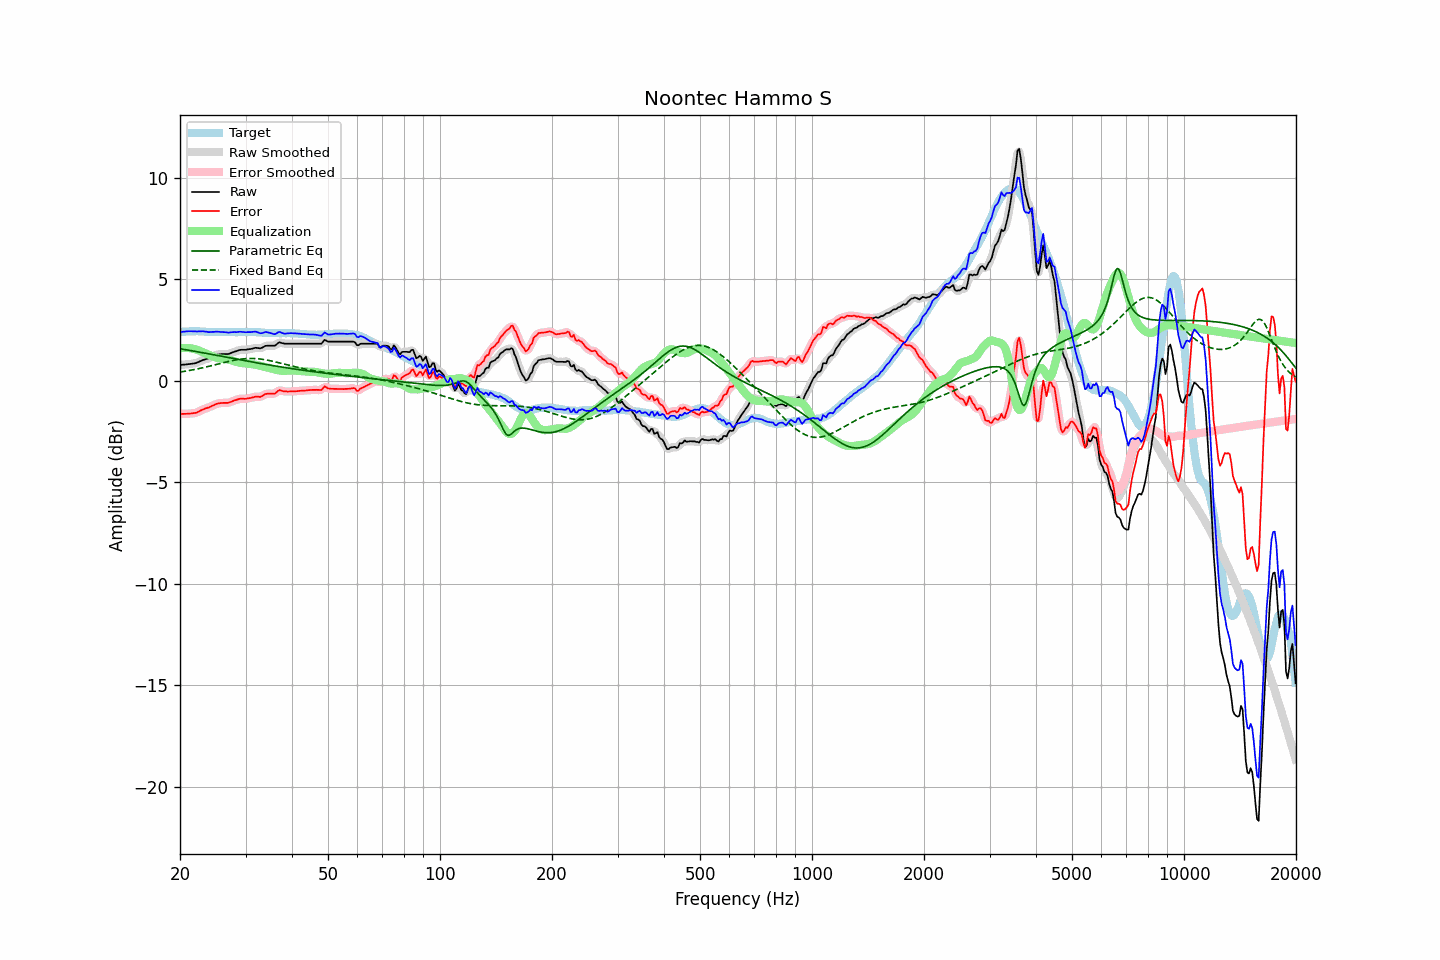 Noontec Hammo S
Target
Raw Smoothed
Error Smoothed
Raw
Error
Equalization
Parametric Eq
Fixed Band Eq
Equalized
10
5
0
−5
−10
−15
−20
Amplitude (dBr)
20 50 100 200 500 1000 2000 5000 10000 20000
Frequency (Hz)